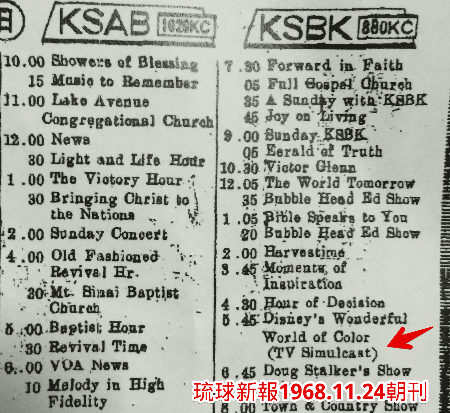 日
KSAB 1020KC
10.00 Showers of Blessing
15 Music to Remember
11.00 Lake Avenue
Congregational Church
12.00 News
30 Light and Life Hour
1.00 The Victory Hour
30 Bringing Christ to
the Nations
2.00 Sunday Concert
4.00 Old Fashioned
Revival Hr.
30 Mt. Sinai Baptist
Church
5.00 Baptist Hour
30 Revival Time
6.00 VOA News
10 Melody in High
Fidelity
KSBK 880KC
7.30 Forward in Faith
05 Full Gospel Church
35 A Sunday with KSBK
45 Joy on Living
9.00 Sunday KSBK
05 Eerald of Truth
10.30 Victor Glenn
12.05 The World Tomorrow
35 Bubble Head Ed Show
1.05 Bible Speaks to You
20 Bubble Head Ed Show
2.00 Harvestime
3.45 Moments of
Inspiration
4.30 Hour of Decision
5.45 Disney's Wonderful
World of Color
(TV Simulcast)
6.45 Doug Stalker's Show
8.00 Town & Country Show
琉球新報1968.11.24朝刊